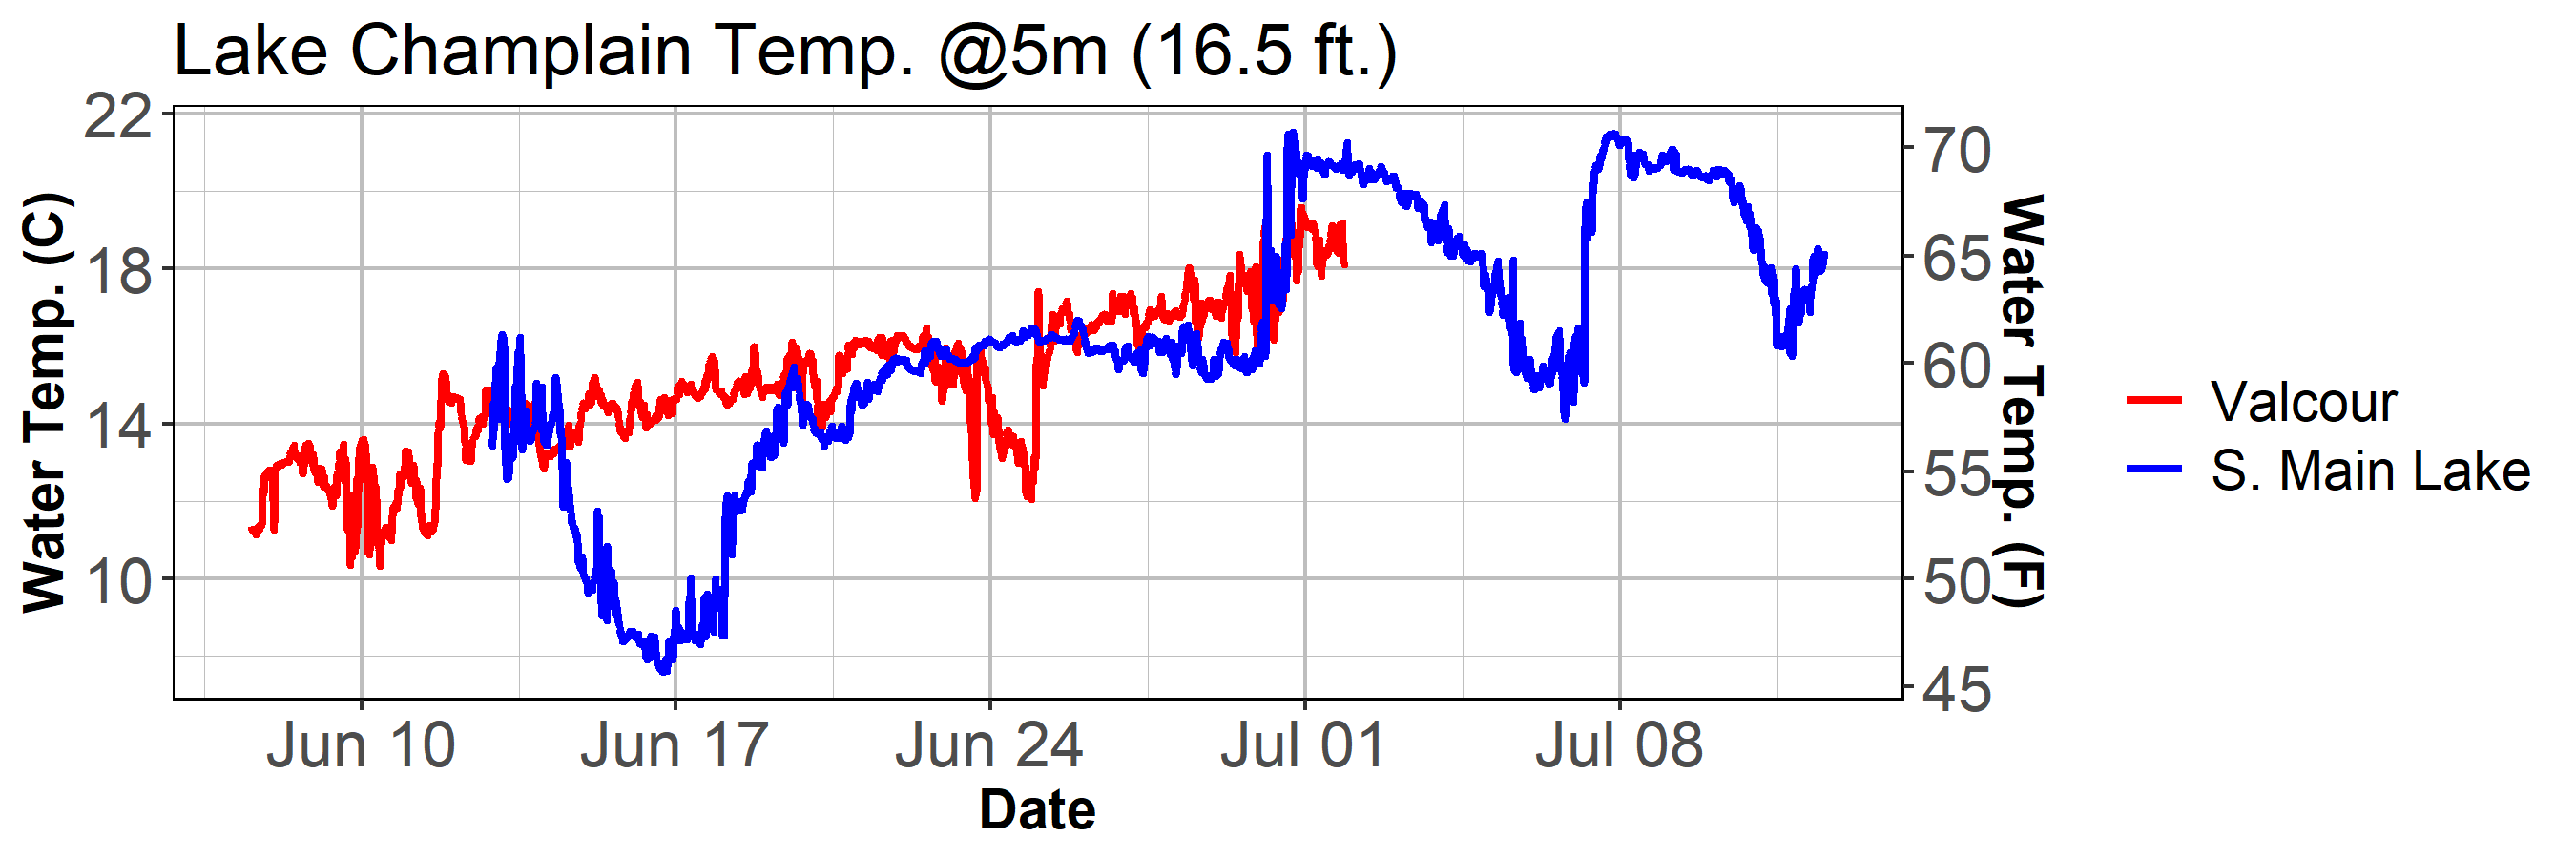 Lake Champlain Temp. @5m (16.5 ft.)
Water Temp. (C)
22
18
14
10
70
65
60
55
50
45
Water Temp. (F)
Jun 10
Jun 17
Jun 24
Jul 01
Jul 08
Date
Valcour
S. Main Lake